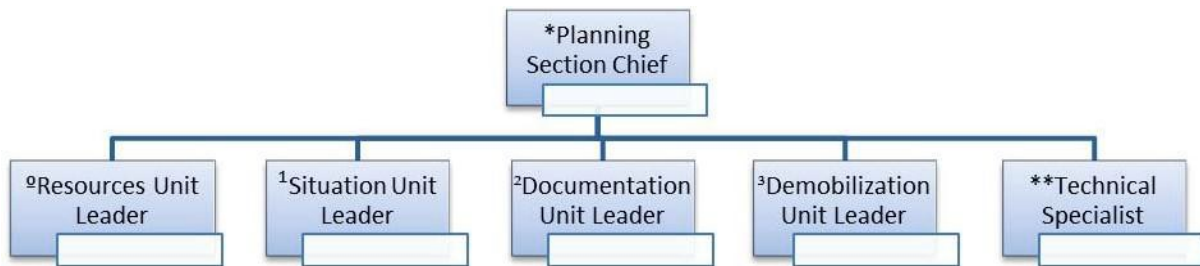 *Planning
Section Chief
ºResources Unit
Leader
¹Situation Unit
Leader
²Documentation
Unit Leader
³Demobilization
Unit Leader
**Technical
Specialist